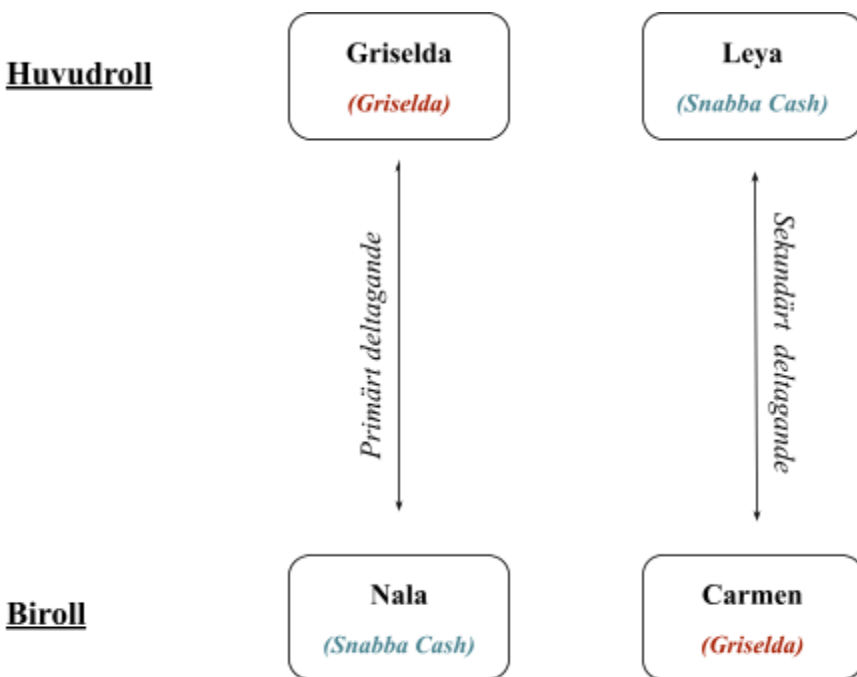 Huvudroll
Griselda
(Griselda)
Leya
(Snabba Cash)
Primärt deltagande
Sekundärt deltagande
Biroll
Nala
(Snabba Cash)
Carmen
(Griselda)